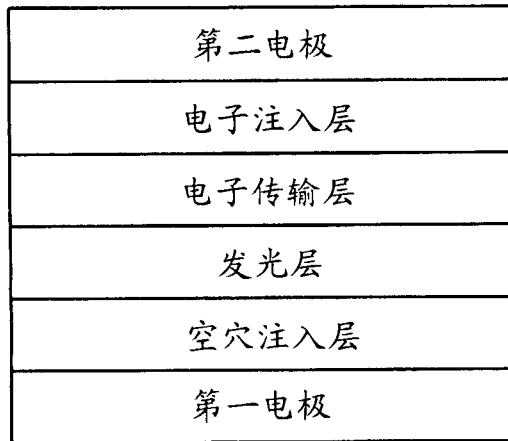 第二电极
电子注入层
电子传输层
发光层
空穴注入层
第一电极